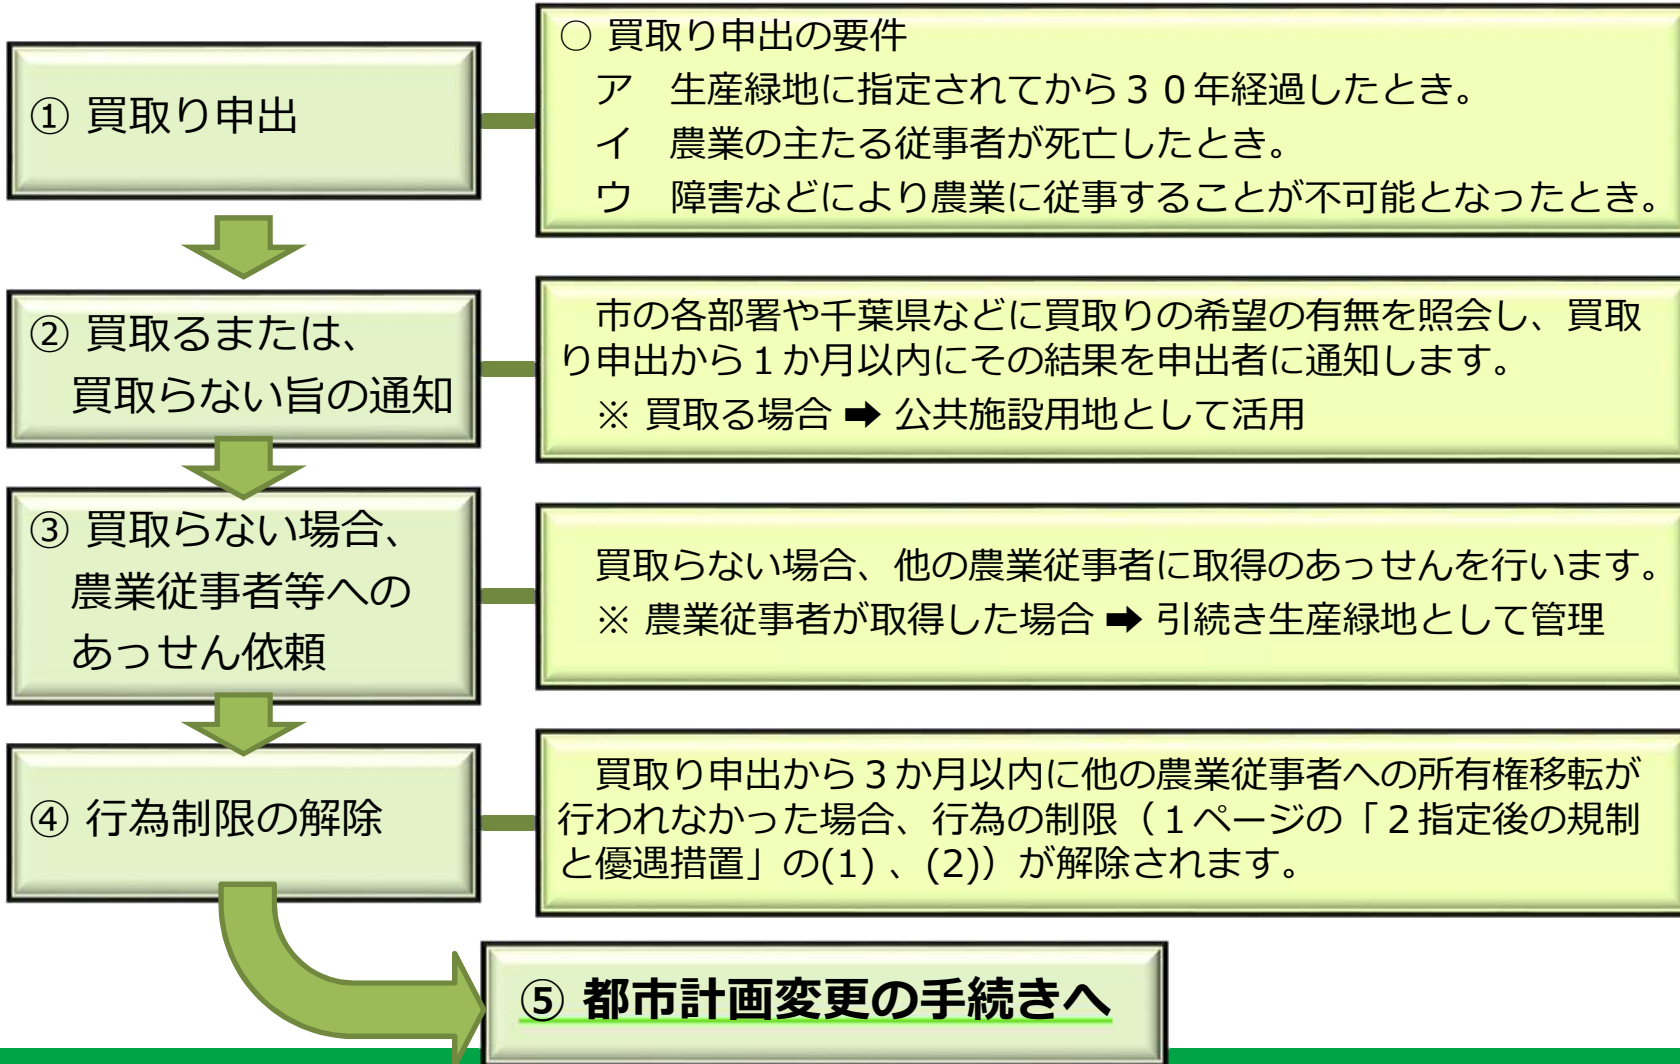 ① 買取り申出
○ 買取り申出の要件
ア 生産緑地に指定されてから３０年経過したとき。
イ 農業の主たる従事者が死亡したとき。
ウ 障害などにより農業に従事することが不可能となったとき。
② 買取るまたは、
買取らない旨の通知
市の各部署や千葉県などに買取りの希望の有無を照会し、買取
り申出から１か月以内にその結果を申出者に通知します。
※ 買取る場合 ➡ 公共施設用地として活用
③ 買取らない場合、
農業従事者等への
あっせん依頼
買取らない場合、他の農業従事者に取得のあっせんを行います。
※ 農業従事者が取得した場合 ➡ 引続き生産緑地として管理
④ 行為制限の解除
買取り申出から３か月以内に他の農業従事者への所有権移転が
行われなかった場合、行為の制限（１ページの「２指定後の規制
と優遇措置」の(1) 、(2)）が解除されます。
⑤ 都市計画変更の手続きへ